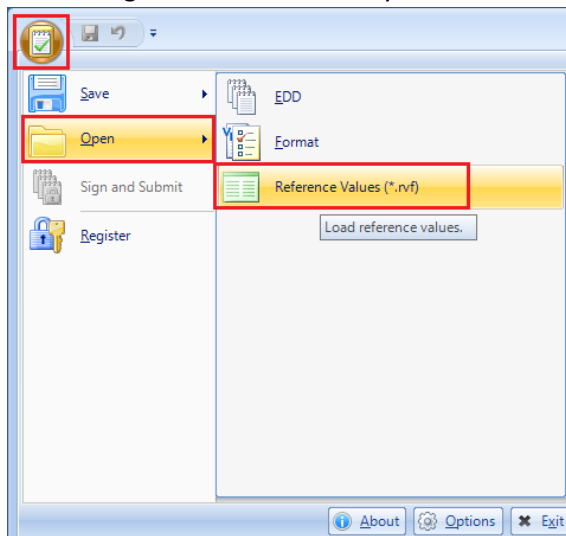 Save
Open
Sign and Submit
Register
EDD
Format
Reference Values (*.rvf)
Load reference values.
About
Options
Exit